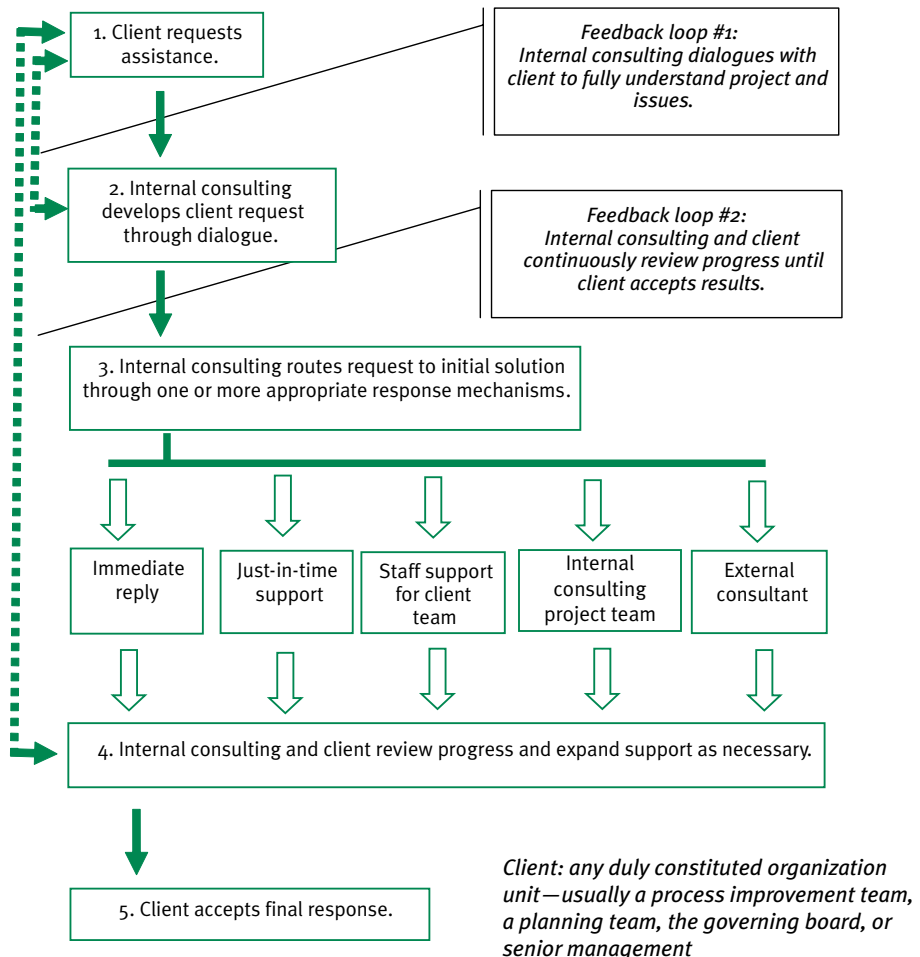 1. Client requests
assistance.
Feedback loop #1:
Internal consulting dialogues with
client to fully understand project and
issues.
2. Internal consulting
develops client request
through dialogue.
Feedback loop #2:
Internal consulting and client
continuously review progress until
client accepts results.
3. Internal consulting routes request to initial solution
through one or more appropriate response mechanisms.
Immediate
reply
Just-in-time
support
Staff support
for client
team
Internal
consulting
project team
External
consultant
4. Internal consulting and client review progress and expand support as necessary.
5. Client accepts final response.
Client: any duly constituted organization
unit—usually a process improvement team,
a planning team, the governing board, or
senior management